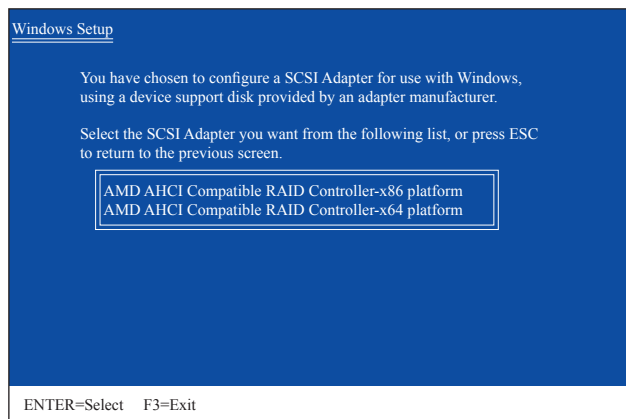 Windows Setup
You have chosen to configure a SCSI Adapter for use with Windows,
using a device support disk provided by an adapter manufacturer.
Select the SCSI Adapter you want from the following list, or press ESC
to return to the previous screen.
AMD AHCI Compatible RAID Controller-x86 platform
AMD AHCI Compatible RAID Controller-x64 platform
ENTER=Select F3=Exit